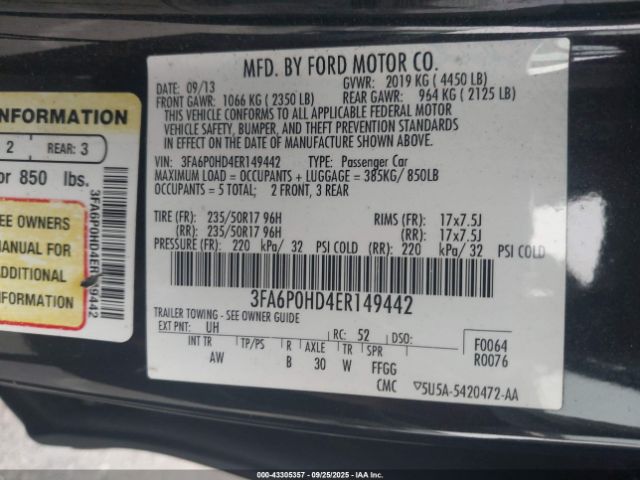 INFORMATION
2 REAR: 3
or 850 lbs.
EE OWNERS
MANUAL FOR
ADDITIONAL
INFORMATION
3FA6P0HD4ER149442
MFD. BY FORD MOTOR CO.
DATE: 09/13 GVWR: 2019 KG ( 4450 LB)
FRONT GAWR: 1066 KG ( 2350 LB) REAR GAWR: 964 KG ( 2125 LB)
THIS VEHICLE CONFORMS TO ALL APPLICABLE FEDERAL MOTOR
VEHICLE SAFETY, BUMPER, AND THEFT PREVENTION STANDARDS
IN EFFECT ON THE DATE OF MANUFACTURE SHOWN ABOVE.
VIN: 3FA6P0HD4ER149442 TYPE: Passenger Car
MAXIMUM LOAD = OCCUPANTS + LUGGAGE = 385KG/ 850LB
OCCUPANTS = 5 TOTAL; 2 FRONT, 3 REAR
TIRE (FR): 235/50R17 96H RIMS (FR): 17x7.5J
(RR): 235/50R17 96H (RR): 17x7.5J
PRESSURE (FR): 220 kPa/ 32 PSI COLD (RR): 220 kPa/ 32 PSI COLD
3FA6P0HD4ER149442
TRAILER TOWING - SEE OWNER GUIDE
EXT PNT: UH RC: 52 DSO: F0064
INT TR TP/PS R AXLE TR SPR R0076
AW B 30 W FFGG
CMC ▽5U5A-5420472-AA
000-43305357 - 09/25/2025 - IAAI.COM